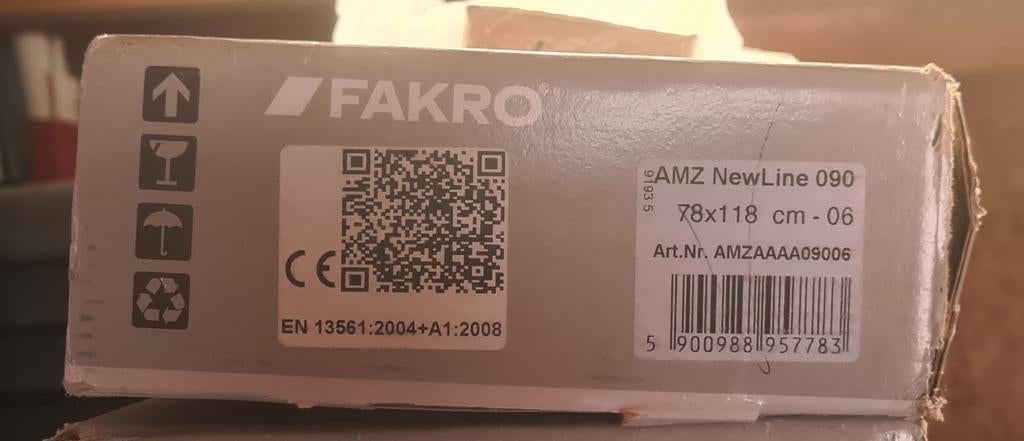 FAKRO®
CE
EN 13561:2004+A1:2008
9193 5
AMZ NewLine 090
78x118 cm - 06
Art.Nr. AMZAAAA09006
5 900988 957783